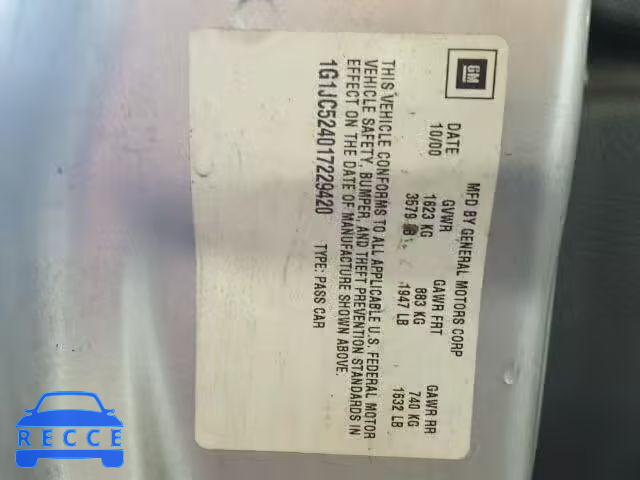 GM
MFD BY GENERAL MOTORS CORP
DATE GVWR GAWR FRT GAWR RR
10/00 1623 KG 883 KG 740 KG
3579 LB 1947 LB 1632 LB
THIS VEHICLE CONFORMS TO ALL APPLICABLE U.S. FEDERAL MOTOR
VEHICLE SAFETY, BUMPER, AND THEFT PREVENTION STANDARDS IN
EFFECT ON THE DATE OF MANUFACTURE SHOWN ABOVE.
1G1JC524017229420 TYPE: PASS CAR
RECCE